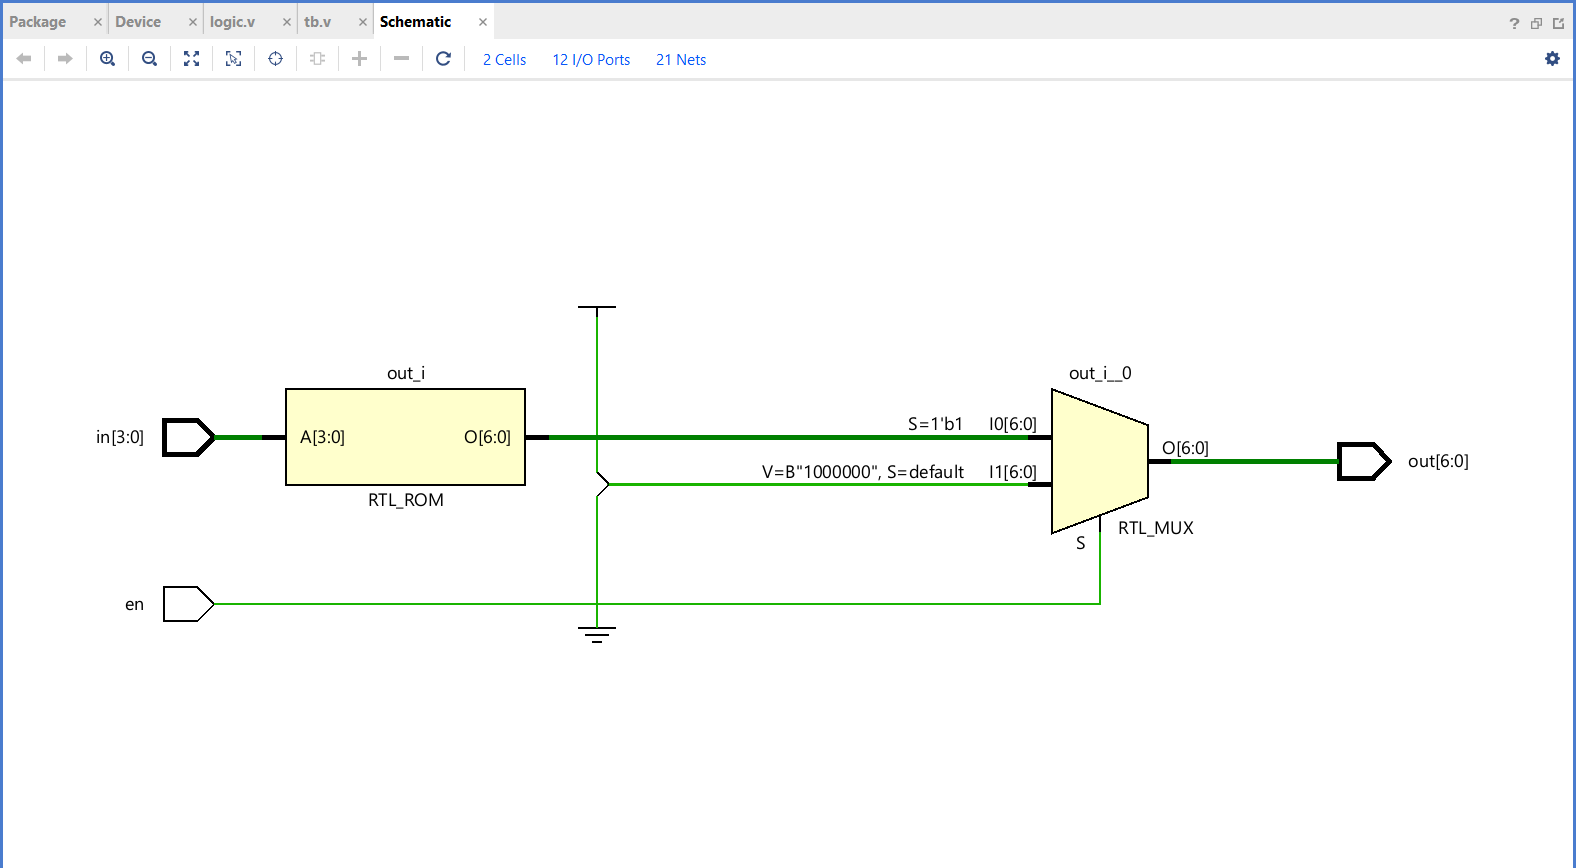 Package Device logic.v tb.v Schematic ?
2 Cells 12 I/O Ports 21 Nets
out_i out_i__0
in[3:0] A[3:0] O[6:0] S=1'b1 I0[6:0] O[6:0]
V=B"1000000", S=default I1[6:0] out[6:0]
RTL_ROM RTL_MUX
S
en